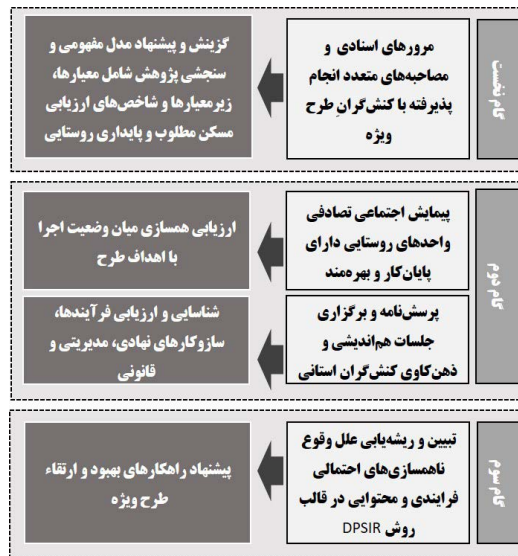 گام نخست
مرورهای اسنادی و
مصاحبه‌های متعدد انجام
پذیرفته با کنش‌گرانِ طرح
ویژه
گزینش و پیشنهاد مدل مفهومی و
سنجشی پژوهش شامل معیارها،
زیرمعیارها و شاخص‌های ارزیابی
مسکن مطلوب و پایداری روستایی
گام دوم
پیمایش اجتماعی تصادفی
واحدهای روستایی دارای
پایان‌کار و بهره‌مند
ارزیابی همسازی میان وضعیت اجرا
با اهداف طرح
پرسش‌نامه و برگزاری
جلسات هم‌اندیشی و
ذهن‌کاوی کنش‌گران استانی
شناسایی و ارزیابی فرآیندها،
سازوکارهای نهادی، مدیریتی و
قانونی
گام سوم
تبیین و ریشه‌یابی علل وقوع
ناهمسازی‌های احتمالی
فرایندی و محتوایی در قالب
روش DPSIR
پیشنهاد راهکارهای بهبود و ارتقاء
طرح ویژه